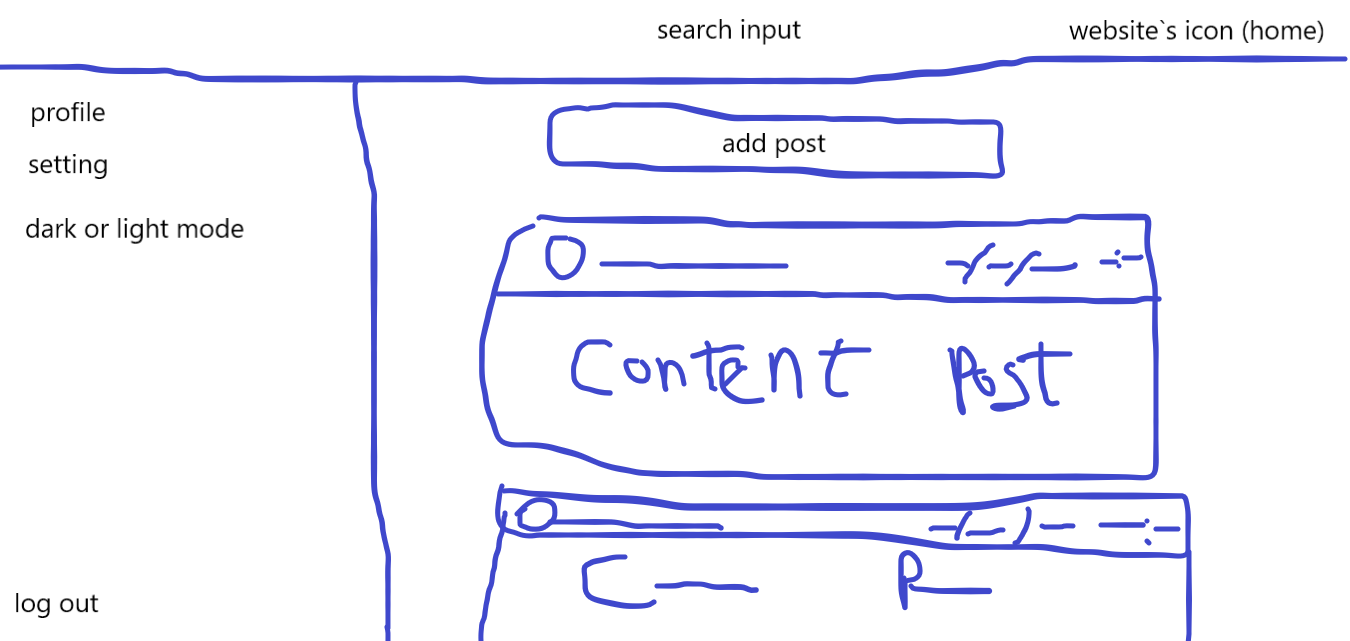 search input
website`s icon (home)
profile
add post
setting
dark or light mode
-/-/- -:-
Content Post
-/-/- -:-
C P
log out